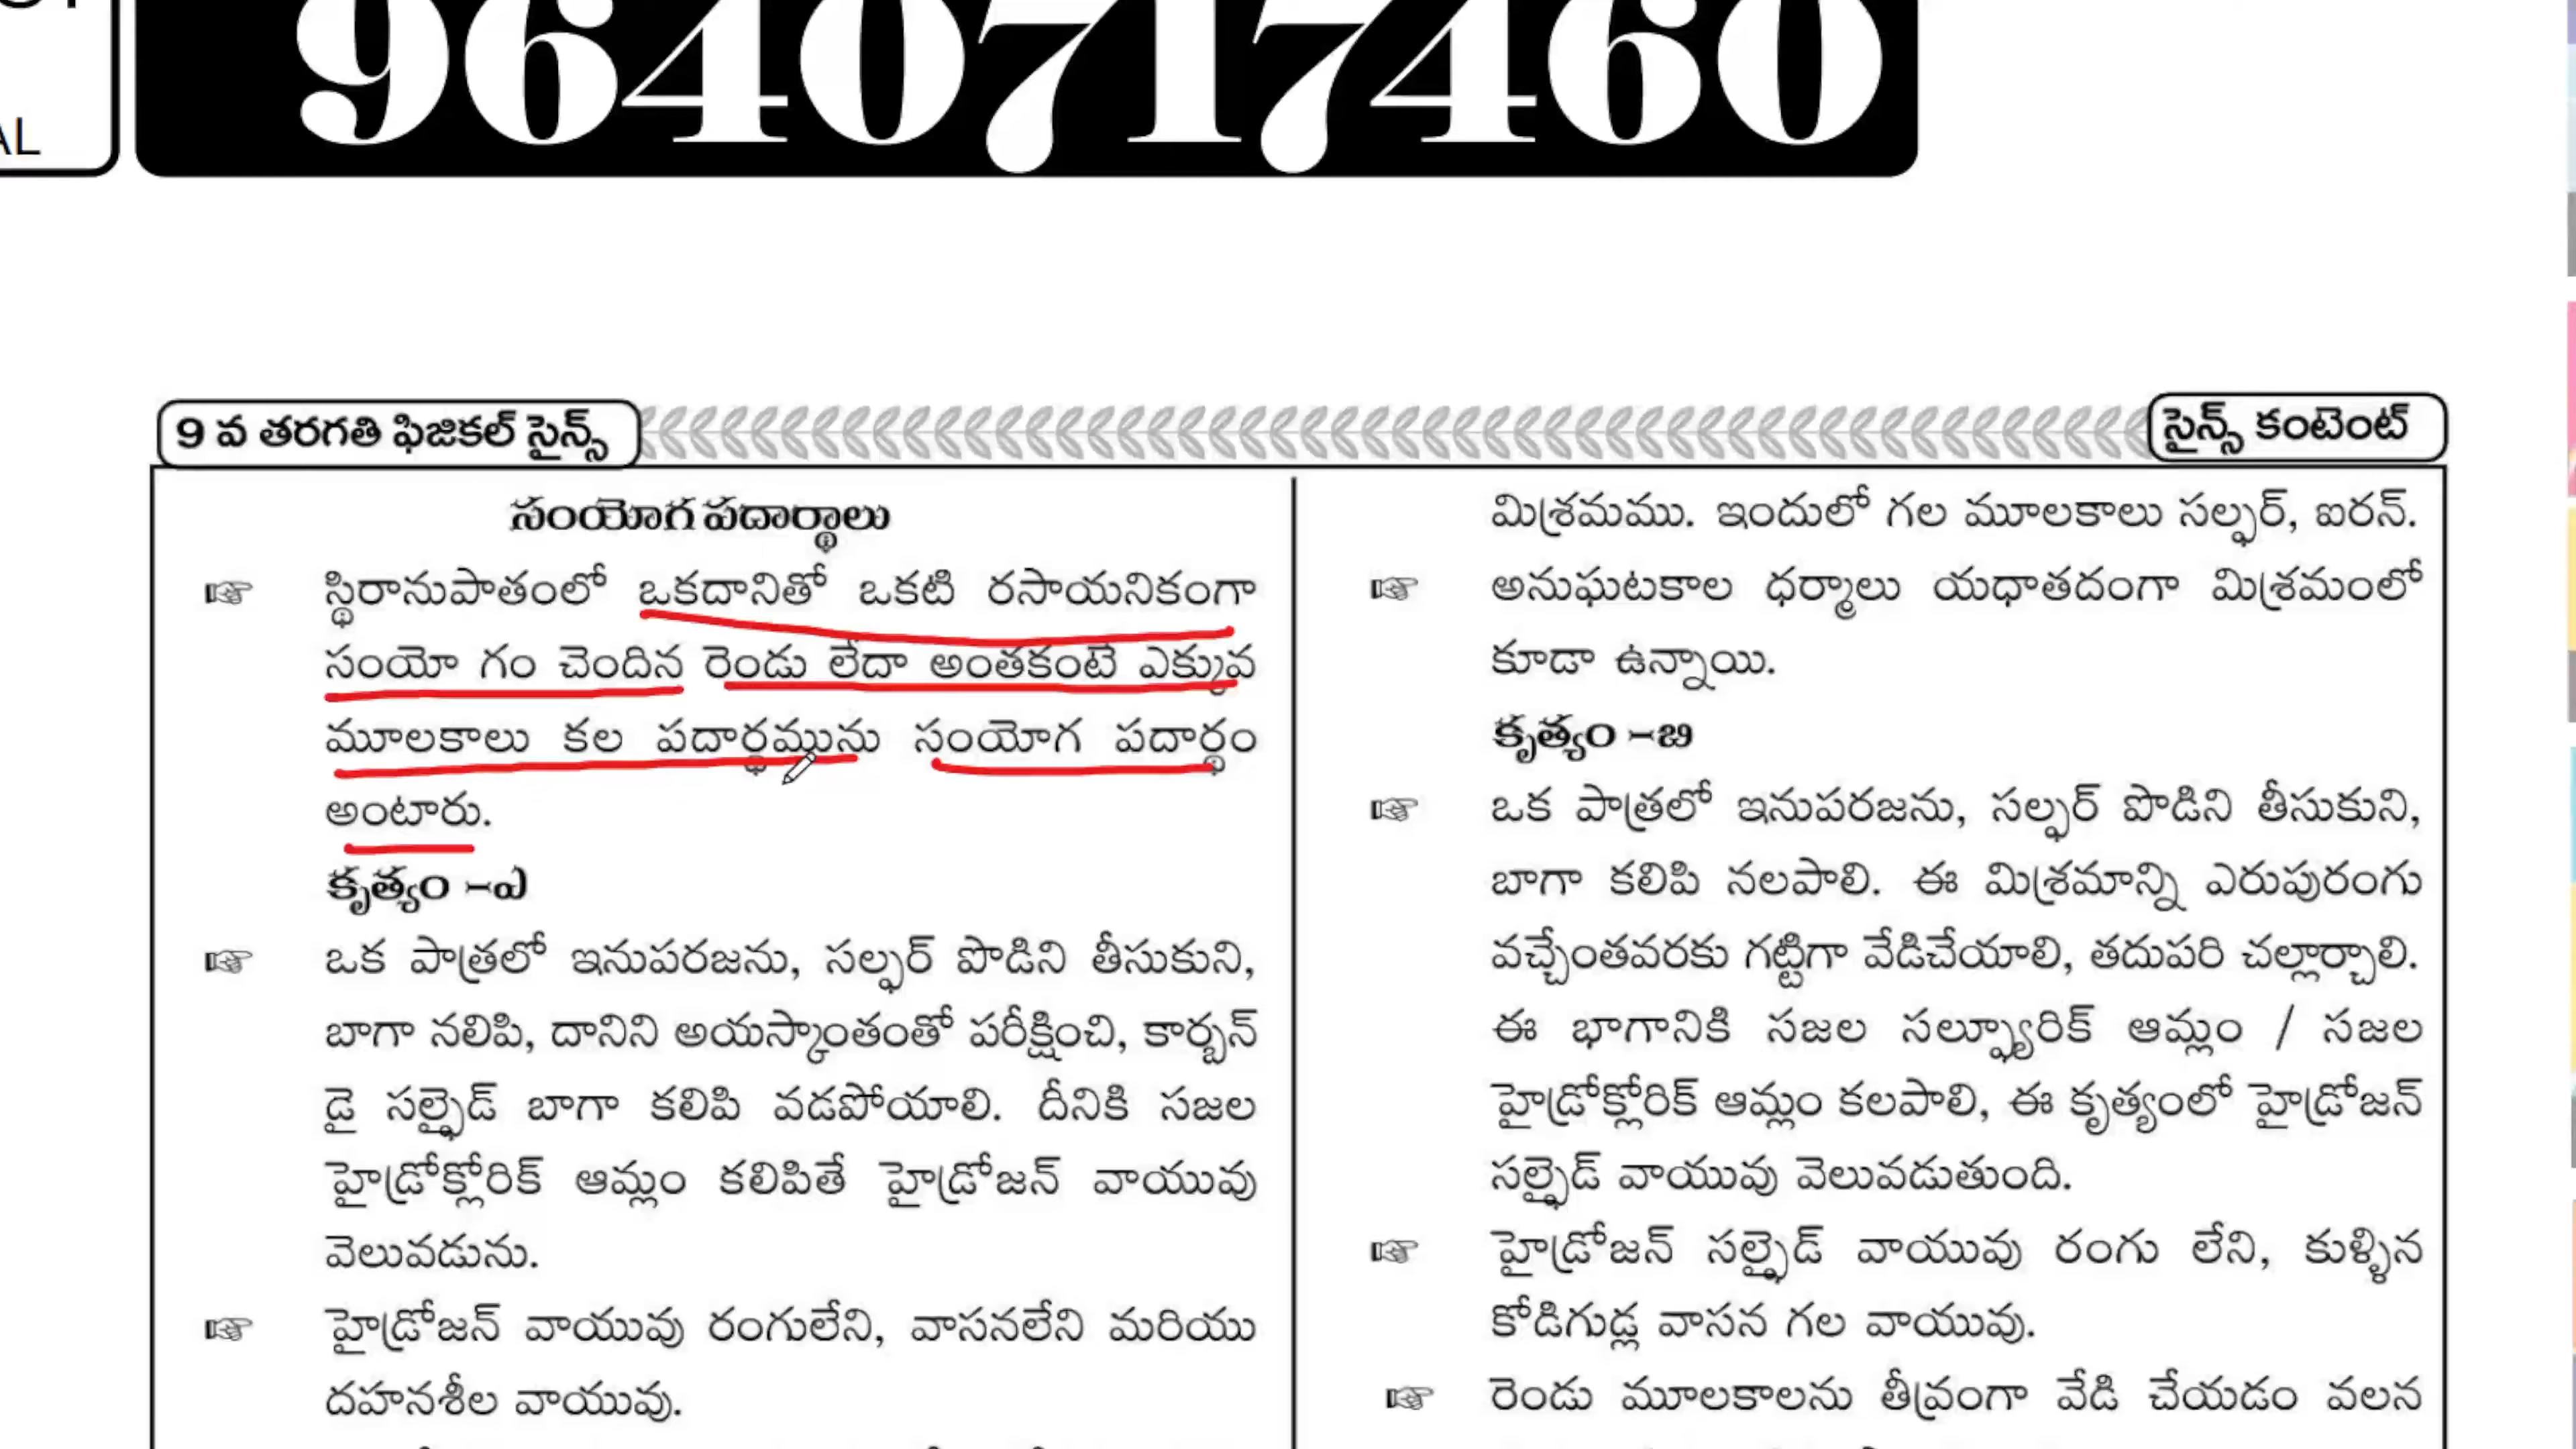 AL
9640717460
9 వ తరగతి ఫిజికల్ సైన్స్
సైన్స్ కంటెంట్
సంయోగ పదార్థాలు
☞ స్థిరానుపాతంలో ఒకదానితో ఒకటి రసాయనికంగా
సంయో గం చెందిన రెండు లేదా అంతకంటే ఎక్కువ
మూలకాలు కల పదార్థమును సంయోగ పదార్థం
అంటారు.
కృత్యం -ఎ
☞ ఒక పాత్రలో ఇనుపరజను, సల్ఫర్ పొడిని తీసుకుని,
బాగా నలిపి, దానిని అయస్కాంతంతో పరీక్షించి, కార్బన్
డై సల్ఫైడ్ బాగా కలిపి వడపోయాలి. దీనికి సజల
హైడ్రోక్లోరిక్ ఆమ్లం కలిపితే హైడ్రోజన్ వాయువు
వెలువడును.
☞ హైడ్రోజన్ వాయువు రంగులేని, వాసనలేని మరియు
దహనశీల వాయువు.
మిశ్రమము. ఇందులో గల మూలకాలు సల్ఫర్, ఐరన్.
☞ అనుఘటకాల ధర్మాలు యధాతదంగా మిశ్రమంలో
కూడా ఉన్నాయి.
కృత్యం -బి
☞ ఒక పాత్రలో ఇనుపరజను, సల్ఫర్ పొడిని తీసుకుని,
బాగా కలిపి నలపాలి. ఈ మిశ్రమాన్ని ఎరుపురంగు
వచ్చేంతవరకు గట్టిగా వేడిచేయాలి, తదుపరి చల్లార్చాలి.
ఈ భాగానికి సజల సల్ఫ్యూరిక్ ఆమ్లం / సజల
హైడ్రోక్లోరిక్ ఆమ్లం కలపాలి, ఈ కృత్యంలో హైడ్రోజన్
సల్ఫైడ్ వాయువు వెలువడుతుంది.
☞ హైడ్రోజన్ సల్ఫైడ్ వాయువు రంగు లేని, కుళ్ళిన
కోడిగుడ్ల వాసన గల వాయువు.
☞ రెండు మూలకాలను తీవ్రంగా వేడి చేయడం వలన